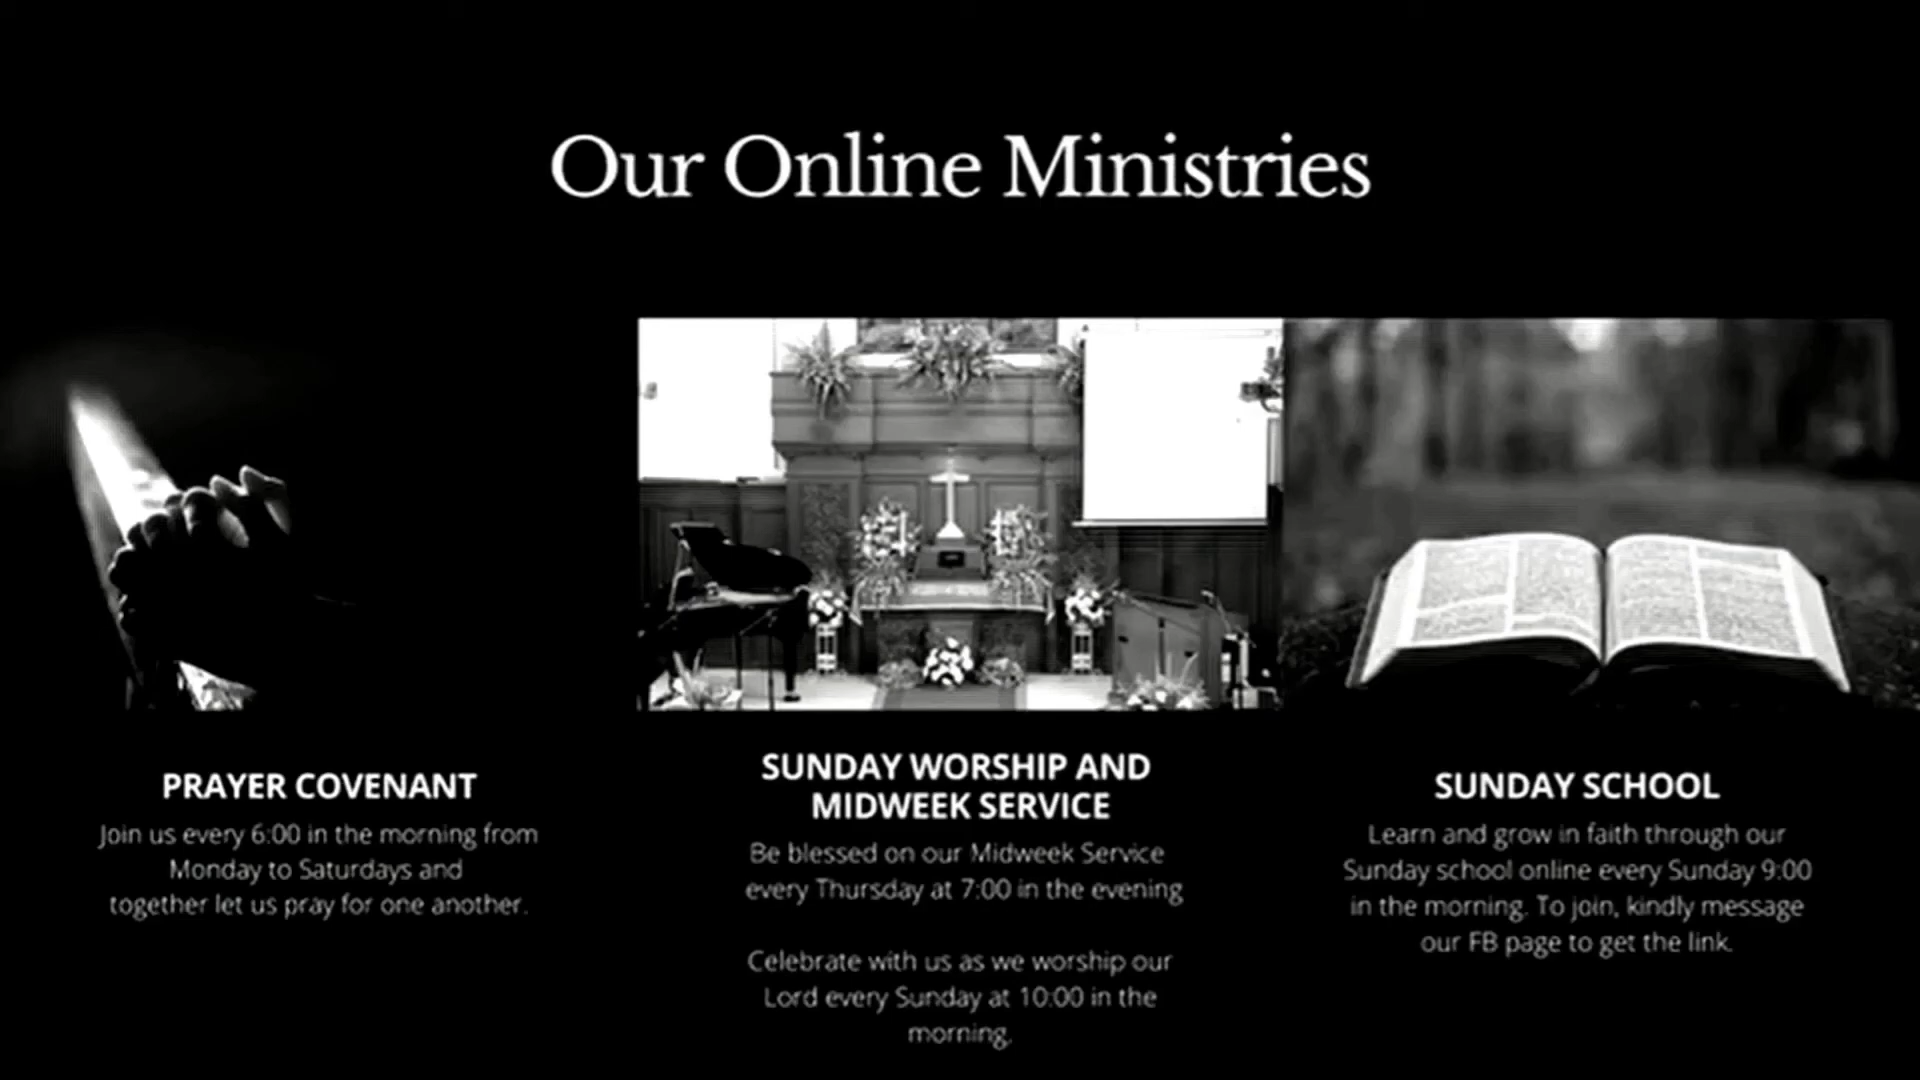 Our Online Ministries
PRAYER COVENANT
Join us every 6:00 in the morning from
Monday to Saturdays and
together let us pray for one another.
SUNDAY WORSHIP AND
MIDWEEK SERVICE
Be blessed on our Midweek Service
every Thursday at 7:00 in the evening
Celebrate with us as we worship our
Lord every Sunday at 10:00 in the
morning.
SUNDAY SCHOOL
Learn and grow in faith through our
Sunday school online every Sunday 9:00
in the morning. To join, kindly message
our FB page to get the link.